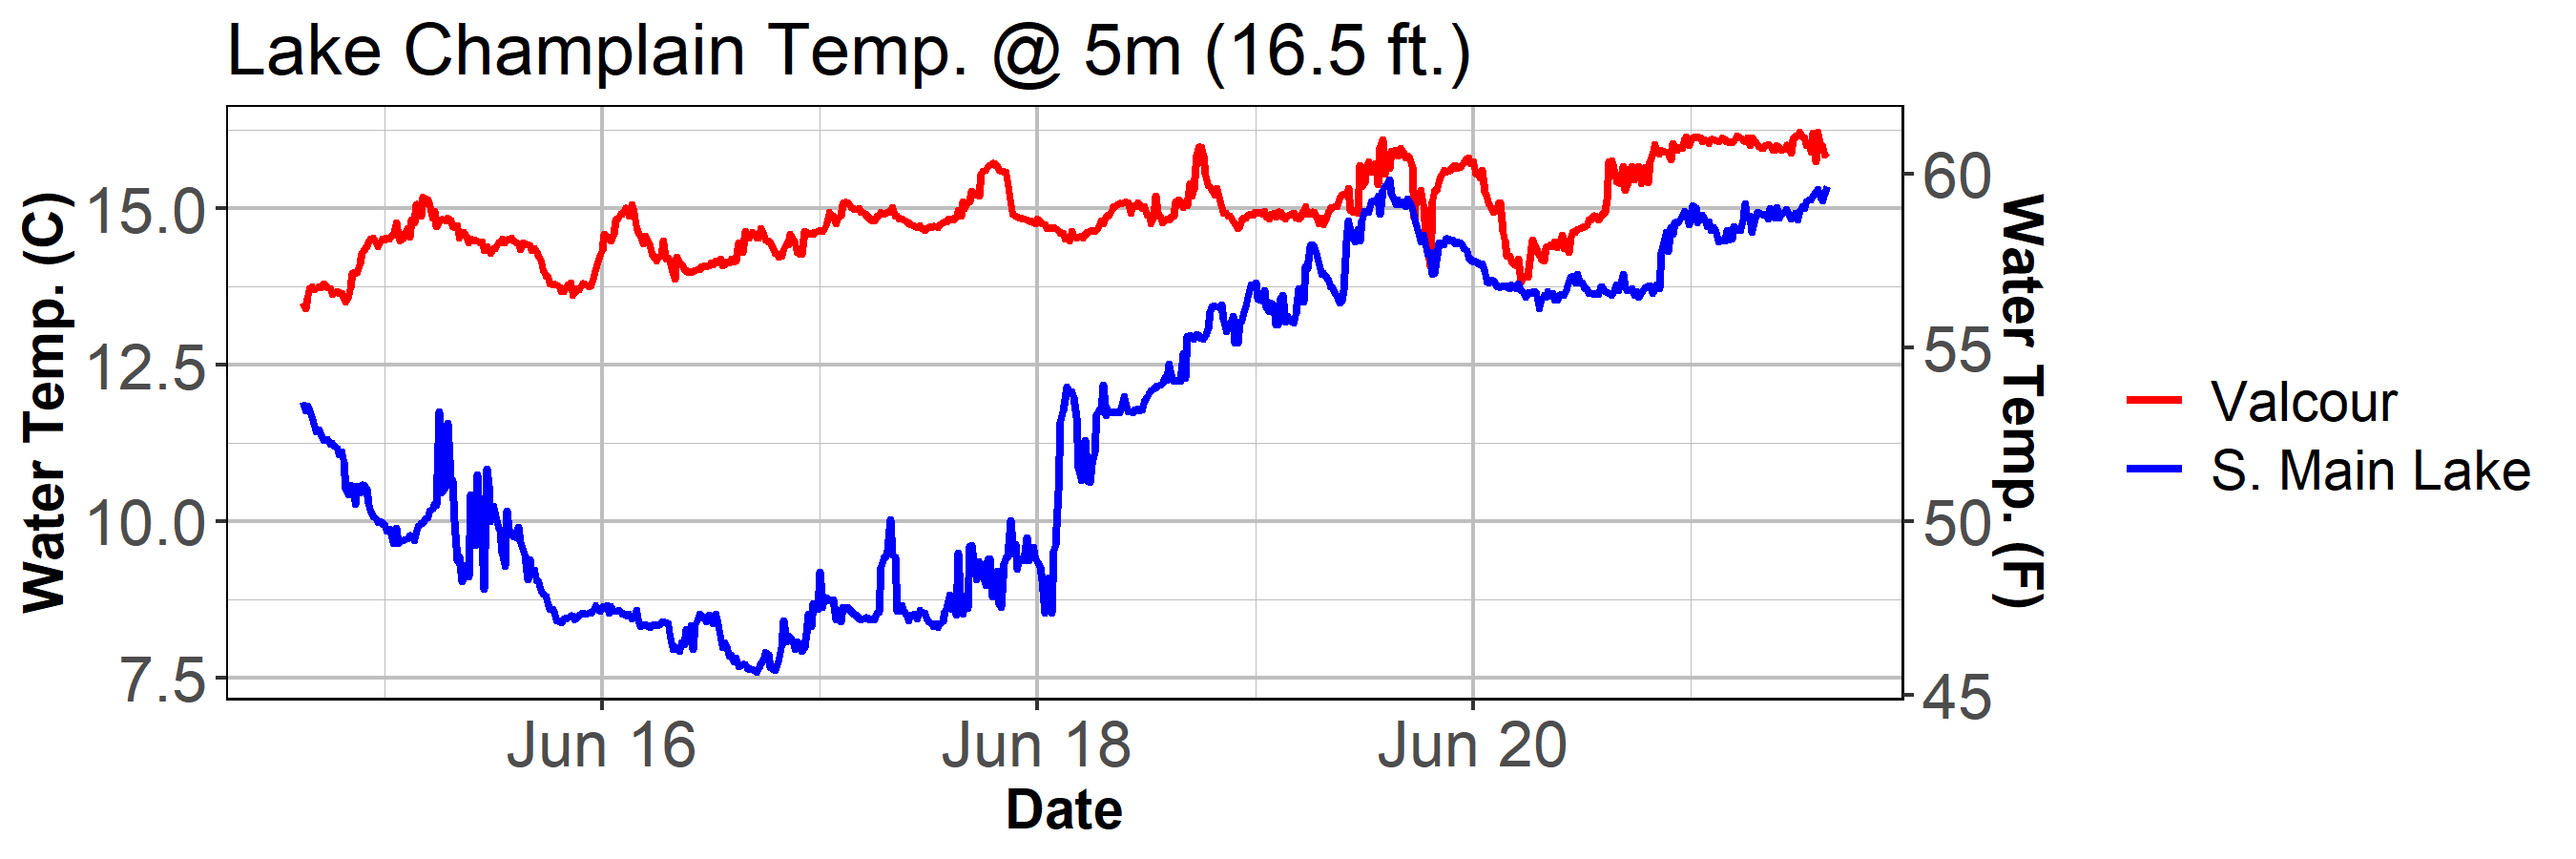 Lake Champlain Temp. @ 5m (16.5 ft.)
Water Temp. (C)
15.0
12.5
10.0
7.5
60
55
50
45
Water Temp. (F)
Jun 16
Jun 18
Jun 20
Date
Valcour
S. Main Lake